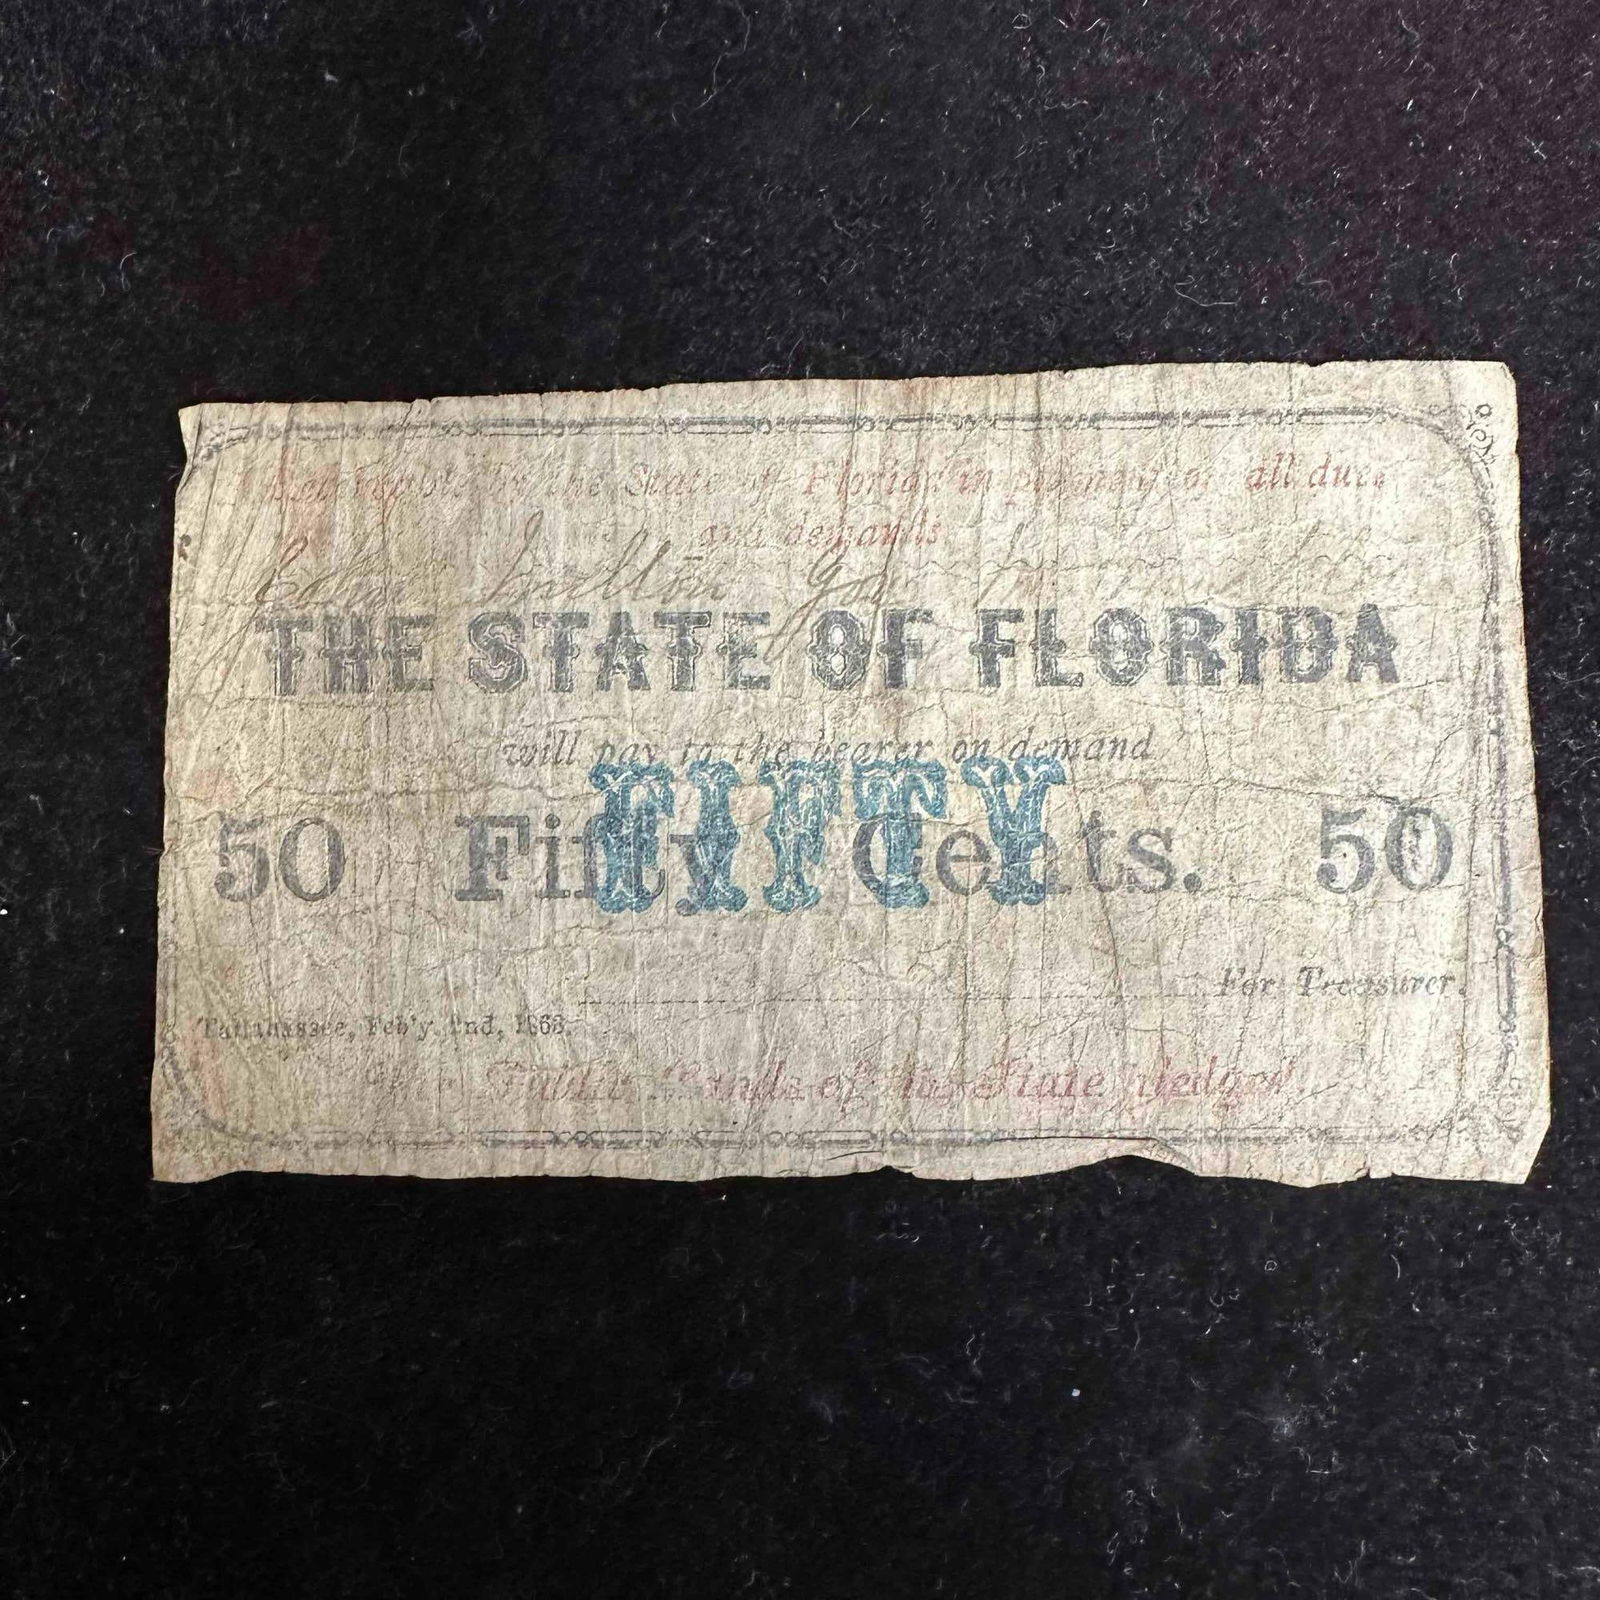 Receivable by the State of Florida in payment of all dues
and demands
THE STATE OF FLORIDA
will pay to the bearer on demand
50 Fifty Cents. 50
FIFTY
For Treasurer.
Tallahassee, Feb'y. 2nd, 1863.
The Public Lands of the State pledged.